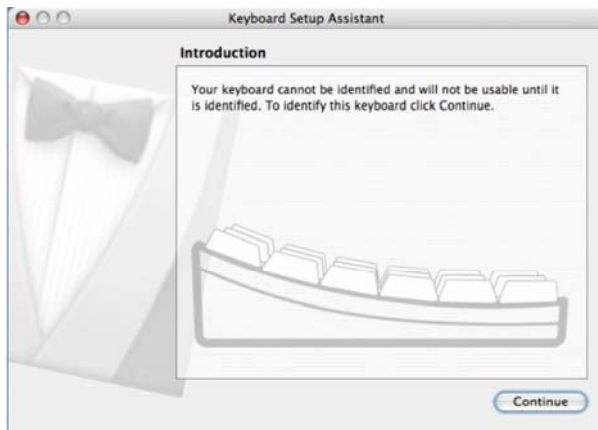 Keyboard Setup Assistant
Introduction
Your keyboard cannot be identified and will not be usable until it
is identified. To identify this keyboard click Continue.
Continue